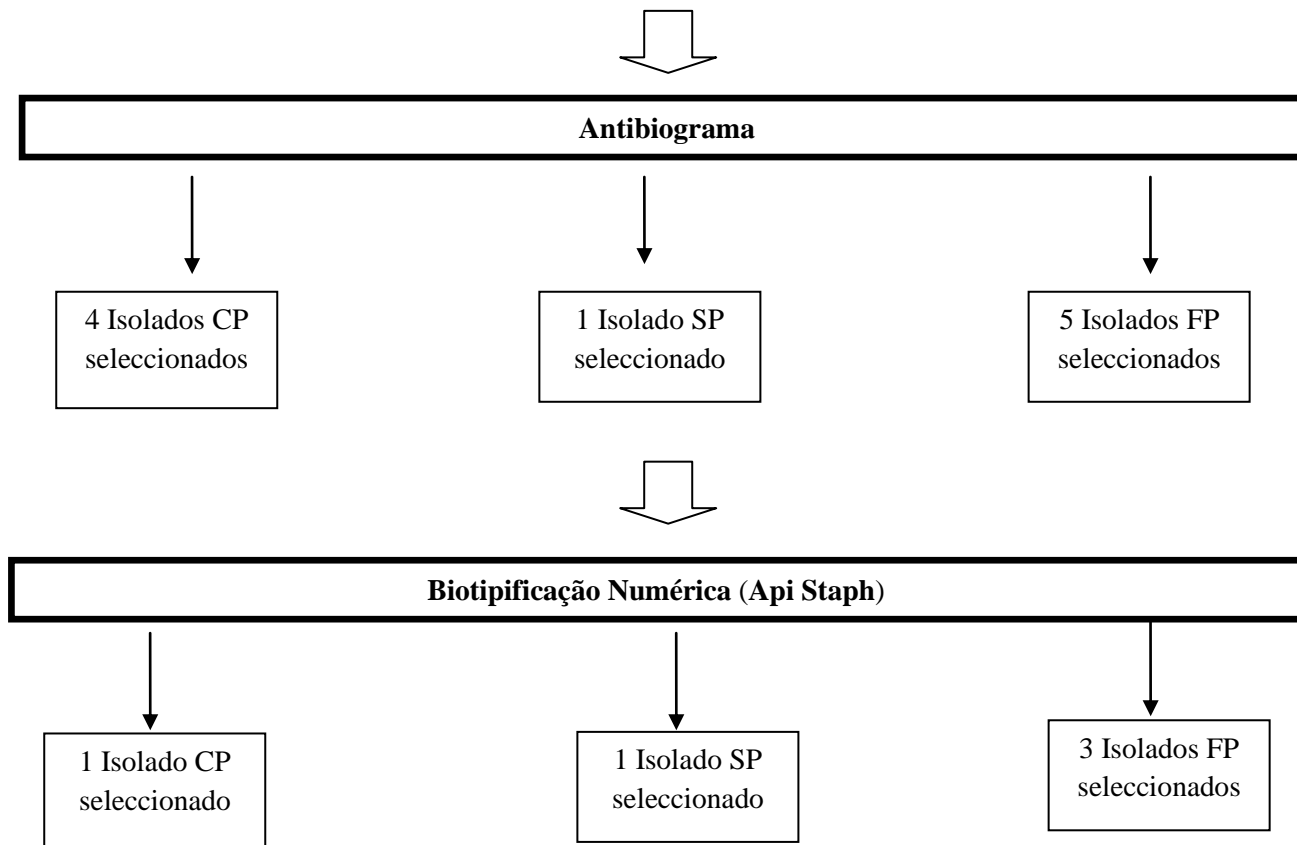 Antibiograma
4 Isolados CP
seleccionados
1 Isolado SP
seleccionado
5 Isolados FP
seleccionados
Biotipificação Numérica (Api Staph)
1 Isolado CP
seleccionado
1 Isolado SP
seleccionado
3 Isolados FP
seleccionados